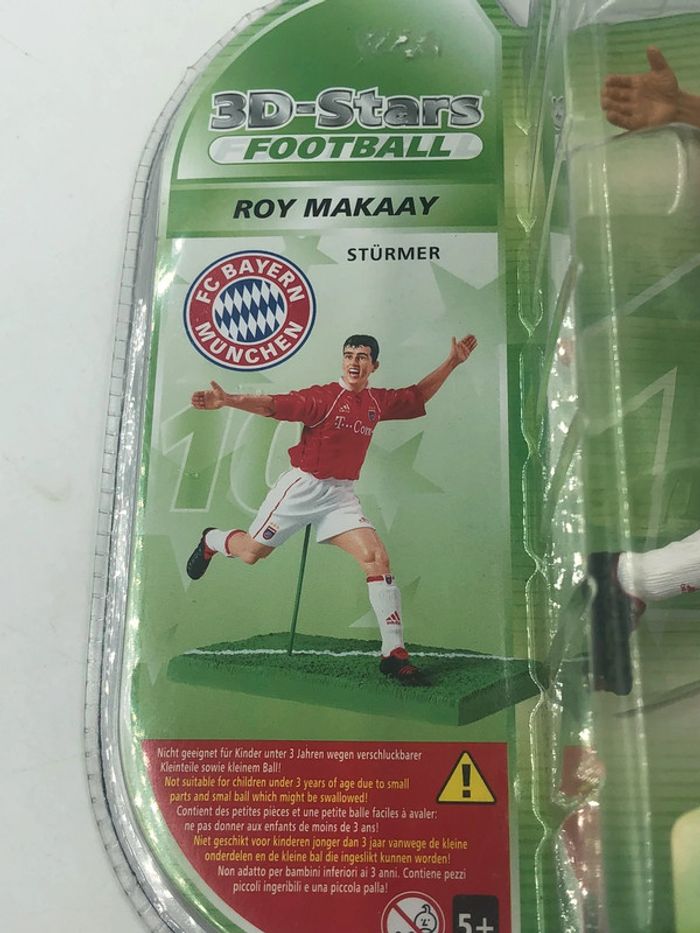 3D-Stars
FOOTBALL
ROY MAKAAY
STÜRMER
FC BAYERN
MÜNCHEN
10
T··Com
Nicht geeignet für Kinder unter 3 Jahren wegen verschluckbarer
Kleinteile sowie kleinem Ball!
Not suitable for children under 3 years of age due to small
parts and smal ball which might be swallowed!
Contient des petites pièces et une petite balle faciles à avaler:
ne pas donner aux enfants de moins de 3 ans!
Niet geschikt voor kinderen jonger dan 3 jaar vanwege de kleine
onderdelen en de kleine bal die ingeslikt kunnen worden!
Non adatto per bambini inferiori ai 3 anni. Contiene pezzi
piccoli ingeribili e una piccola palla!
5+